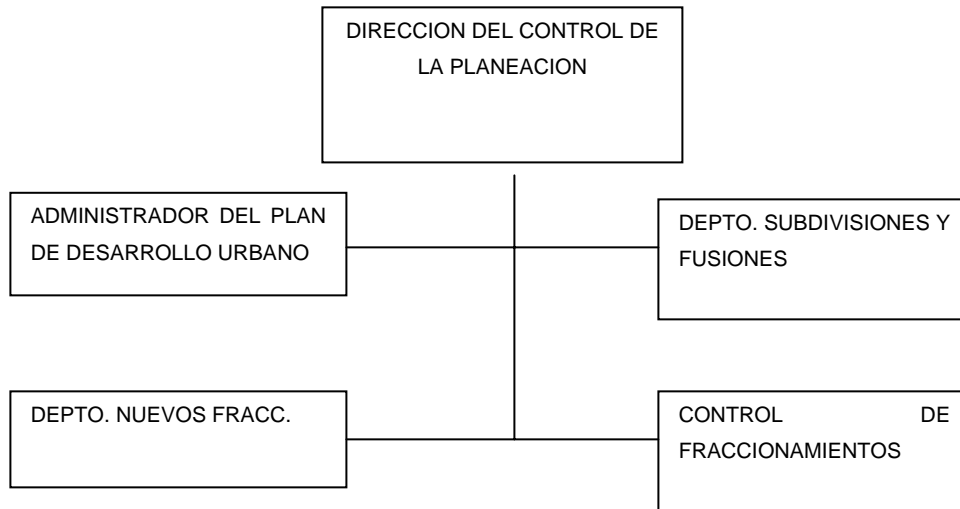 DIRECCION DEL CONTROL DE
LA PLANEACION
ADMINISTRADOR DEL PLAN
DE DESARROLLO URBANO
DEPTO. SUBDIVISIONES Y
FUSIONES
DEPTO. NUEVOS FRACC.
CONTROL DE
FRACCIONAMIENTOS